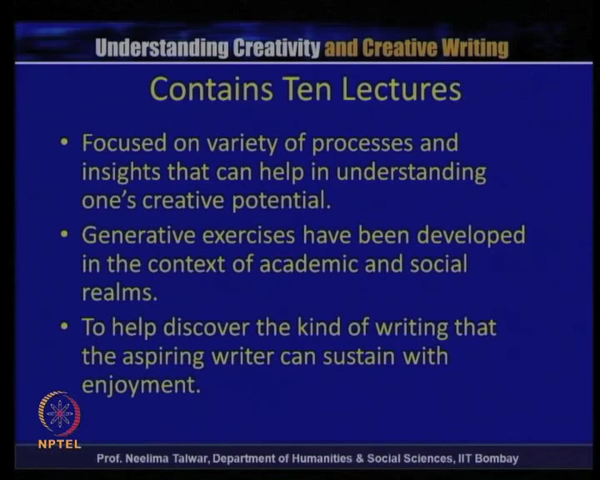 Understanding Creativity and Creative Writing
Contains Ten Lectures
• Focused on variety of processes and
insights that can help in understanding
one's creative potential.
• Generative exercises have been developed
in the context of academic and social
realms.
• To help discover the kind of writing that
the aspiring writer can sustain with
enjoyment.
NPTEL
Prof. Neelima Talwar, Department of Humanities & Social Sciences, IIT Bombay